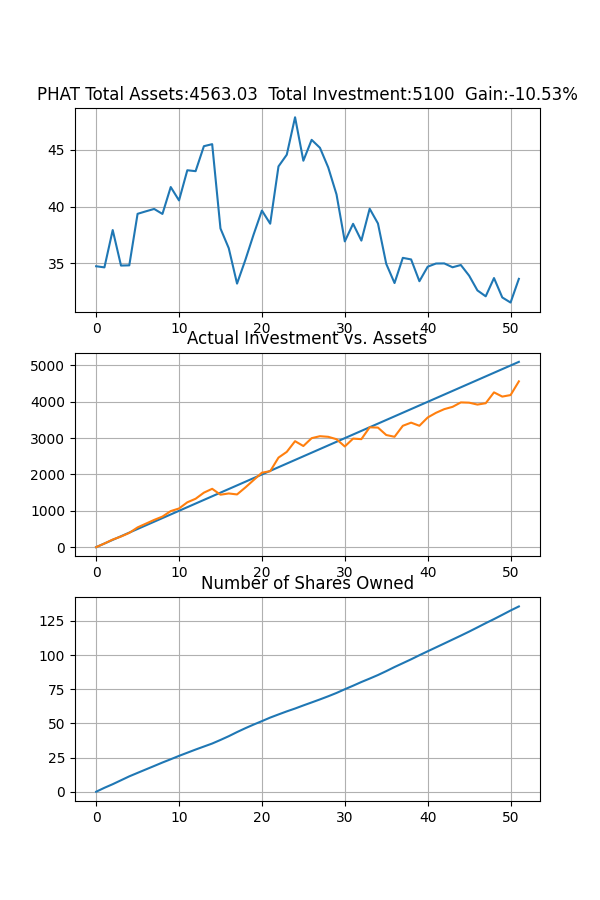 PHAT Total Assets:4563.03  Total Investment:5100  Gain:-10.53%
45
40
35
0 10 20 30 40 50
Actual Investment vs. Assets
5000
4000
3000
2000
1000
0
0 10 20 30 40 50
Number of Shares Owned
125
100
75
50
25
0
0 10 20 30 40 50